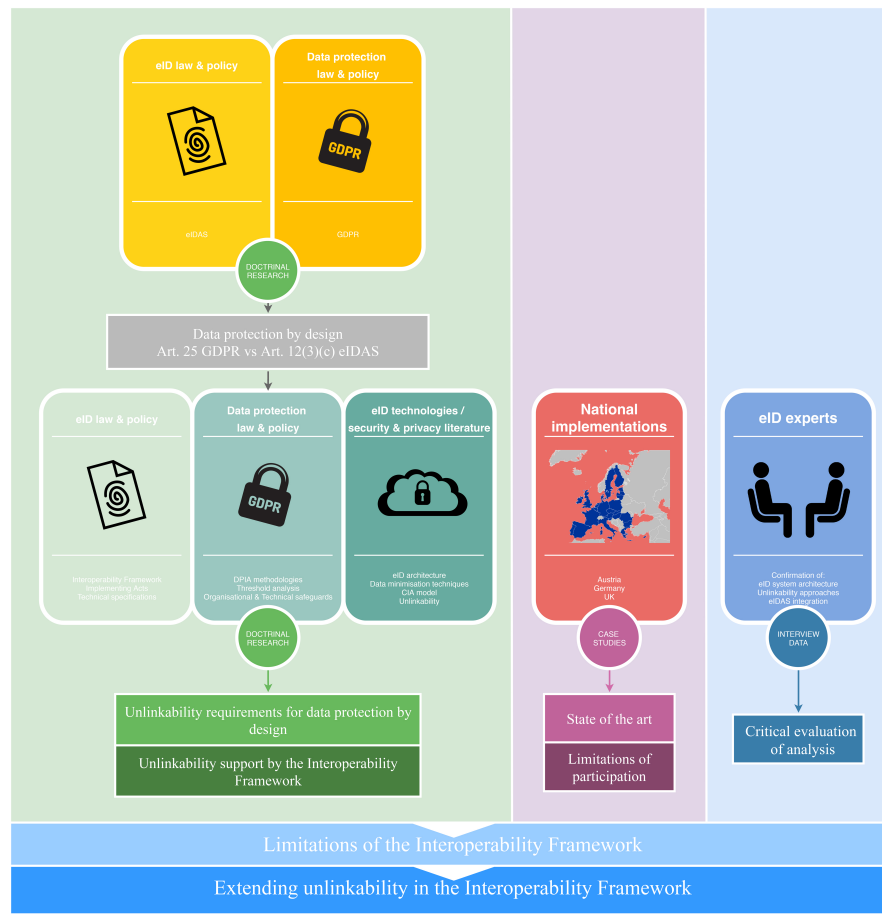 eID law & policy
Data protection
law & policy
GDPR
eIDAS
GDPR
DOCTRINAL
RESEARCH
Data protection by design
Art. 25 GDPR vs Art. 12(3)(c) eIDAS
eID law & policy
Data protection
law & policy
eID technologies /
security & privacy literature
GDPR
Interoperability Framework
Implementing Acts
Technical specifications
DPIA methodologies
Threshold analysis
Organisational & Technical safeguards
eID architecture
Data minimisation techniques
CIA model
Unlinkability
DOCTRINAL
RESEARCH
Unlinkability requirements for data protection by
design
Unlinkability support by the Interoperability
Framework
National
implementations
Austria
Germany
UK
CASE
STUDIES
State of the art
Limitations of
participation
eID experts
Confirmation of:
eID system architecture
Unlinkability approaches
eIDAS integration
INTERVIEW
DATA
Critical evaluation
of analysis
Limitations of the Interoperability Framework
Extending unlinkability in the Interoperability Framework